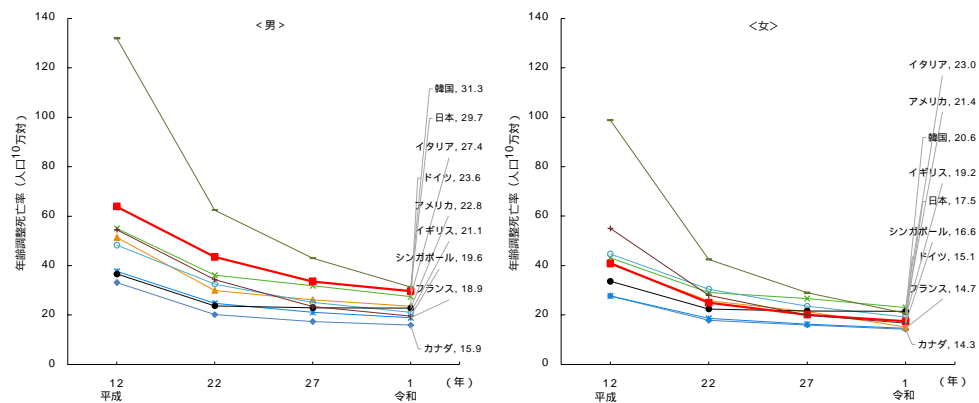 <男>
140
120
100
80
60
40
20
0
年齢調整死亡率（人口10万対）
韓国, 31.3
日本, 29.7
イタリア, 27.4
ドイツ, 23.6
アメリカ, 22.8
イギリス, 21.1
シンガポール, 19.6
フランス, 18.9
カナダ, 15.9
12 22 27 1 （年）
平成 令和
<女>
140
120
100
80
60
40
20
0
年齢調整死亡率（人口10万対）
イタリア, 23.0
アメリカ, 21.4
韓国, 20.6
イギリス, 19.2
日本, 17.5
シンガポール, 16.6
ドイツ, 15.1
フランス, 14.7
カナダ, 14.3
12 22 27 1 （年）
平成 令和